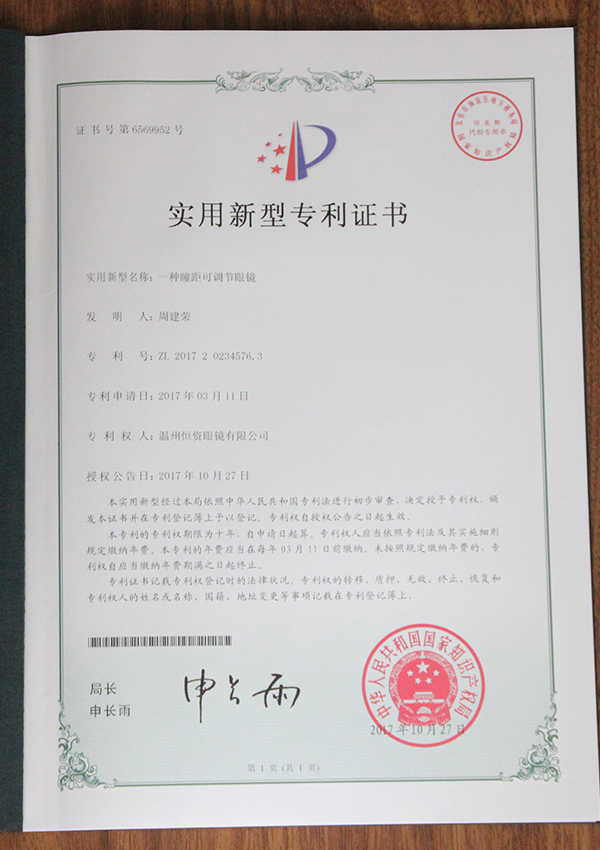 证书号第6569952号
印花税
代扣专用章
国家知识产权局
实用新型专利证书
实用新型名称：一种瞳距可调节眼镜
发明人：周建荣
专利号：ZL 2017 2 0234576.3
专利申请日：2017年03月11日
专利权人：温州恒资眼镜有限公司
授权公告日：2017年10月27日
本实用新型经过本局依照中华人民共和国专利法进行初步审查，决定授予专利权，颁
发本证书并在专利登记簿上予以登记。专利权自授权公告之日起生效。
本专利的专利权期限为十年，自申请日起算。专利权人应当依照专利法及其实施细则
规定缴纳年费。本专利的年费应当在每年03月11日前缴纳。未按照规定缴纳年费的，专
利权自应当缴纳年费期满之日起终止。
专利证书记载专利权登记时的法律状况。专利权的转移、质押、无效、终止、恢复和
专利权人的姓名或名称、国籍、地址变更等事项记载在专利登记簿上。
局长
申长雨
申长雨
中华人民共和国国家知识产权局
2017年10月27日
第1页(共1页)